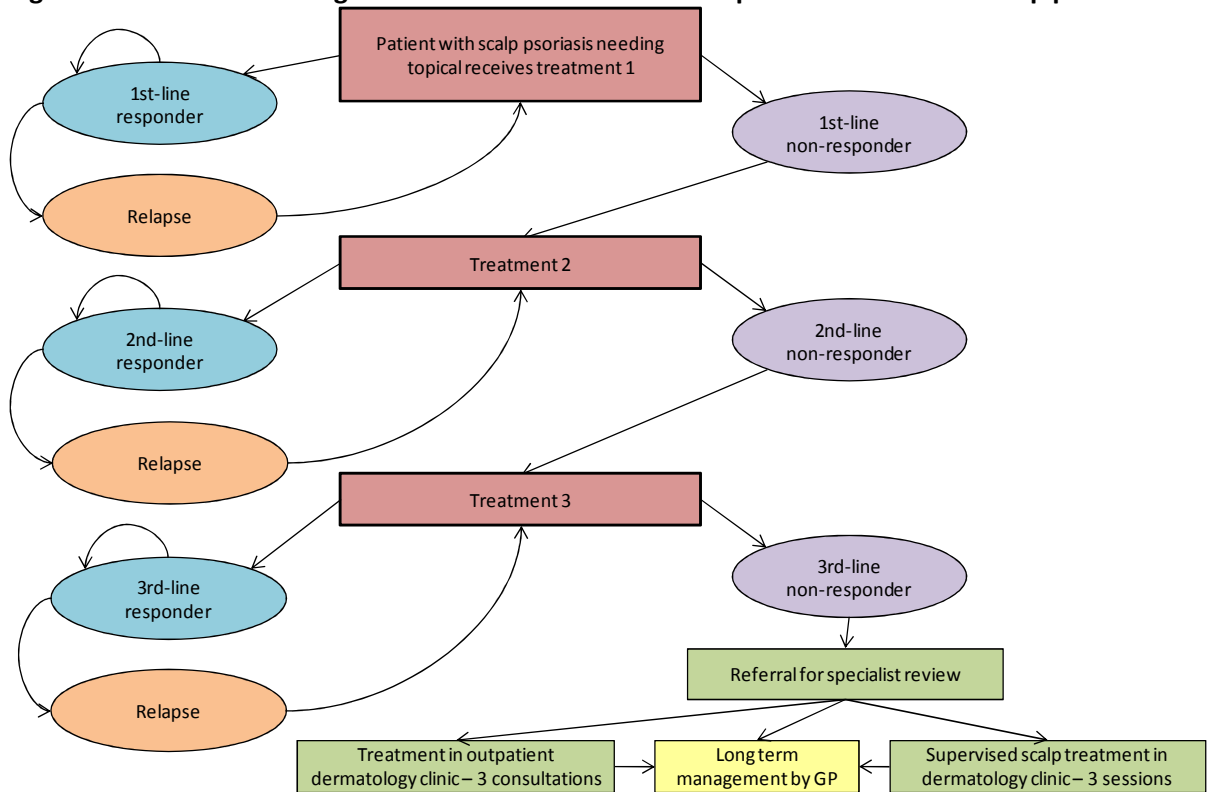 Patient with scalp psoriasis needing
topical receives treatment 1
1st-line
responder
1st-line
non-responder
Relapse
Treatment 2
2nd-line
responder
2nd-line
non-responder
Relapse
Treatment 3
3rd-line
responder
3rd-line
non-responder
Referral for specialist review
Relapse
Treatment in outpatient
dermatology clinic – 3 consultations
Long term
management by GP
Supervised scalp treatment in
dermatology clinic – 3 sessions